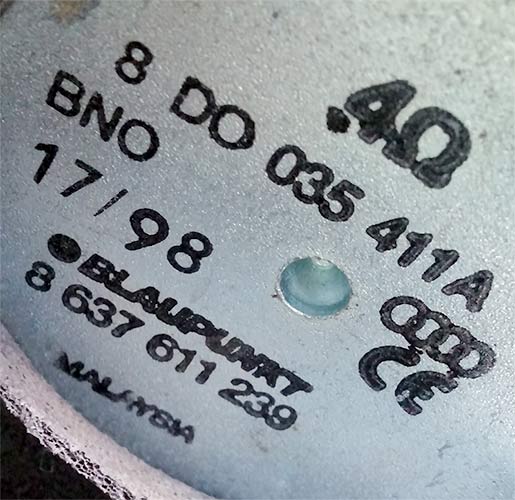 .4Ω
8 DO 035 411A
BNO
17/98
BLAUPUNKT
8 637 611 239
MALAYSIA
CE